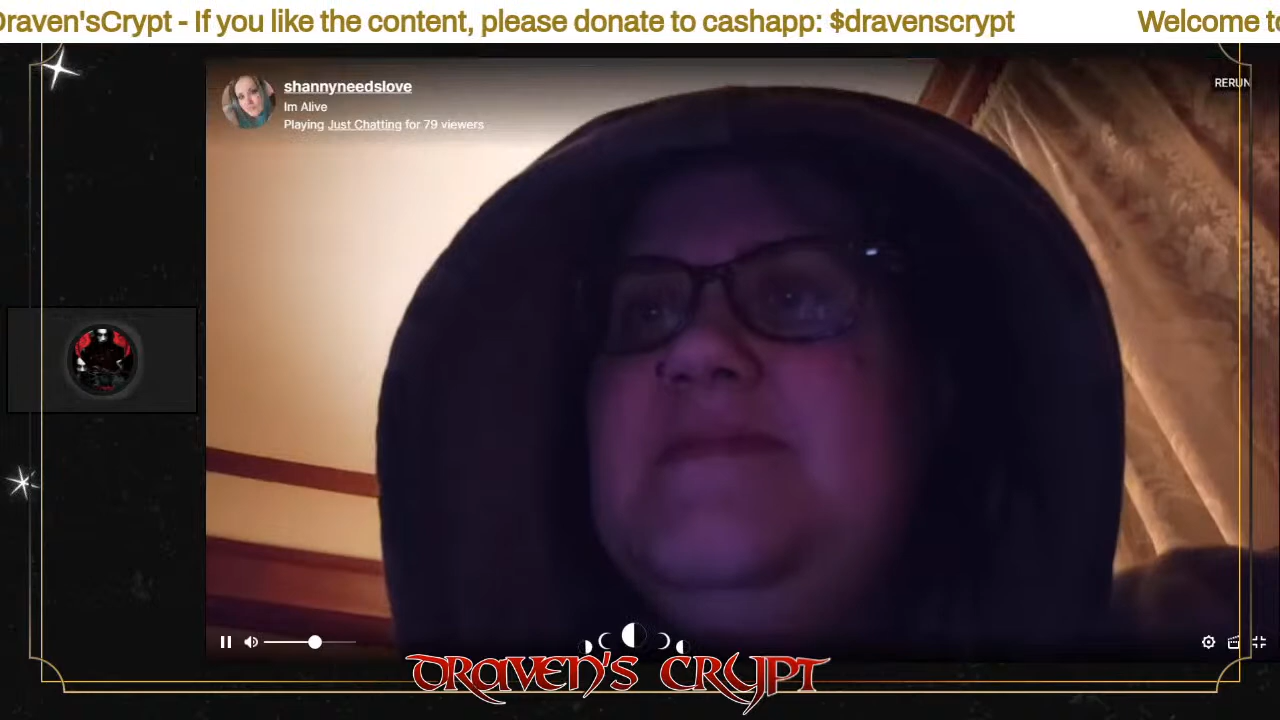 Draven'sCrypt - If you like the content, please donate to cashapp: $dravenscrypt Welcome to
shannyneedslove
RERUN
Im Alive
Playing Just Chatting for 79 viewers
DRAVEN'S CRYPT